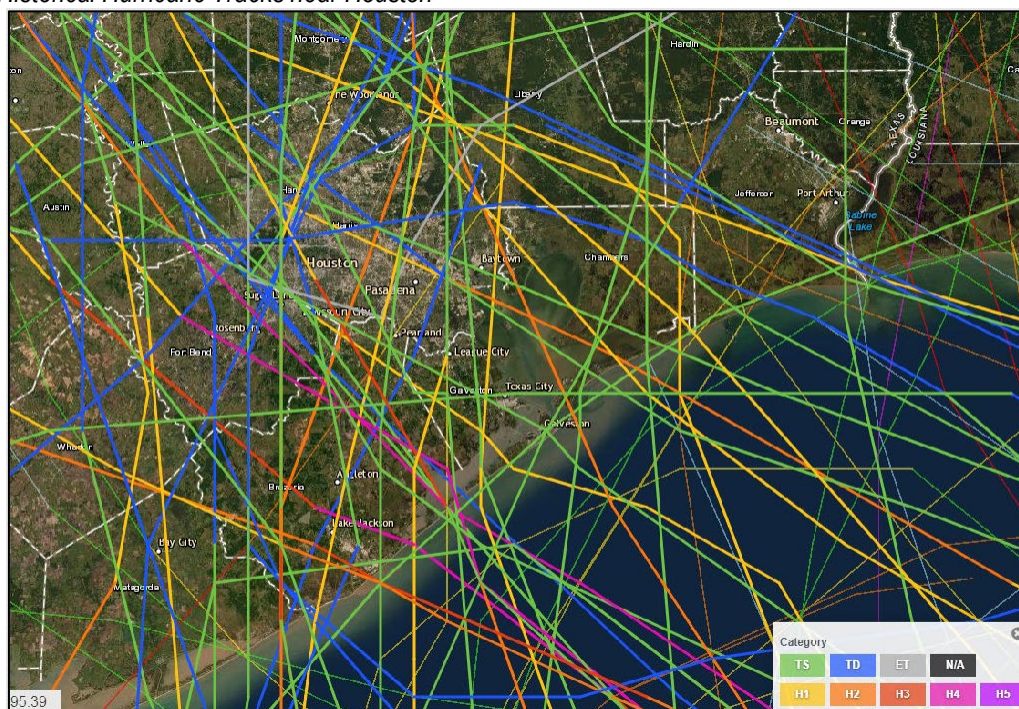 Historical Hurricane Tracks near Houston
Montgomery
Hardin
The Woodlands
Liberty
Beaumont
Orange
TEXAS
LOUISIANA
Jefferson
Port Arthur
Sabine
Lake
Austin
Harris
Houston
Baytown
Chambers
Pasadena
Sugar Land
Missouri City
Rosenberg
Pearland
Fort Bend
League City
Galveston
Texas City
Galveston
Wharton
Angleton
Brazoria
Lake Jackson
Bay City
Matagorda
95.39
Category
TS TD ET N/A
H1 H2 H3 H4 H5